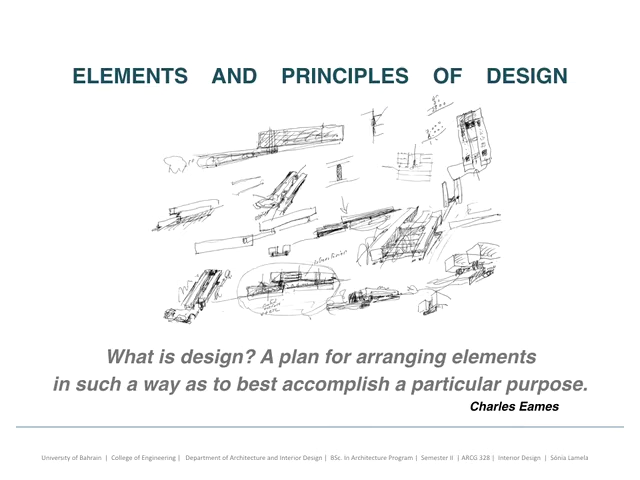 ELEMENTS AND PRINCIPLES OF DESIGN
What is design? A plan for arranging elements
in such a way as to best accomplish a particular purpose.
Charles Eames
University of Bahrain | College of Engineering | Department of Architecture and Interior Design | BSc. In Architecture Program | Semester II | ARCG 328 | Interior Design | Sónia Lamela